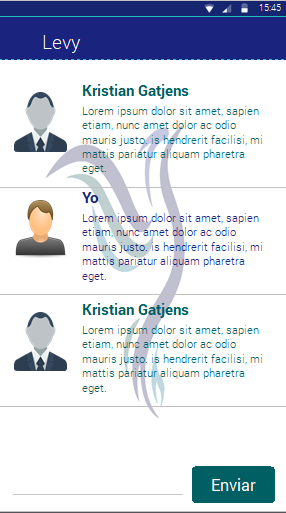 15:45
Levy
Kristian Gatjens
Lorem ipsum dolor sit amet, sapien
etiam, nunc amet dolor ac odio
mauris justo. is hendrerit facilisi, mi
mattis pariatur aliquam pharetra
eget.
Yo
Lorem ipsum dolor sit amet, sapien
etiam, nunc amet dolor ac odio
mauris justo. is hendrerit facilisi, mi
mattis pariatur aliquam pharetra
eget.
Kristian Gatjens
Lorem ipsum dolor sit amet, sapien
etiam, nunc amet dolor ac odio
mauris justo. is hendrerit facilisi, mi
mattis pariatur aliquam pharetra
eget.
Enviar